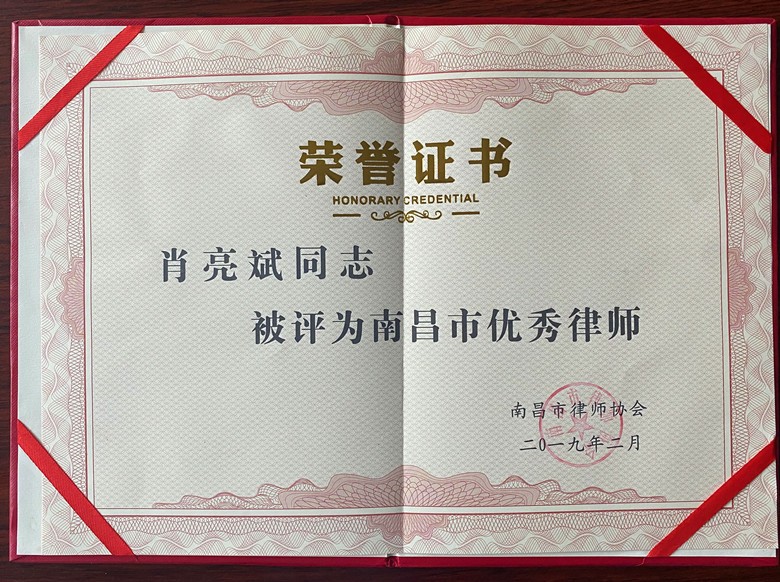 荣誉证书
HONORARY CREDENTIAL
肖亮斌同志
被评为南昌市优秀律师
南昌市律师协会
二0一九年二月